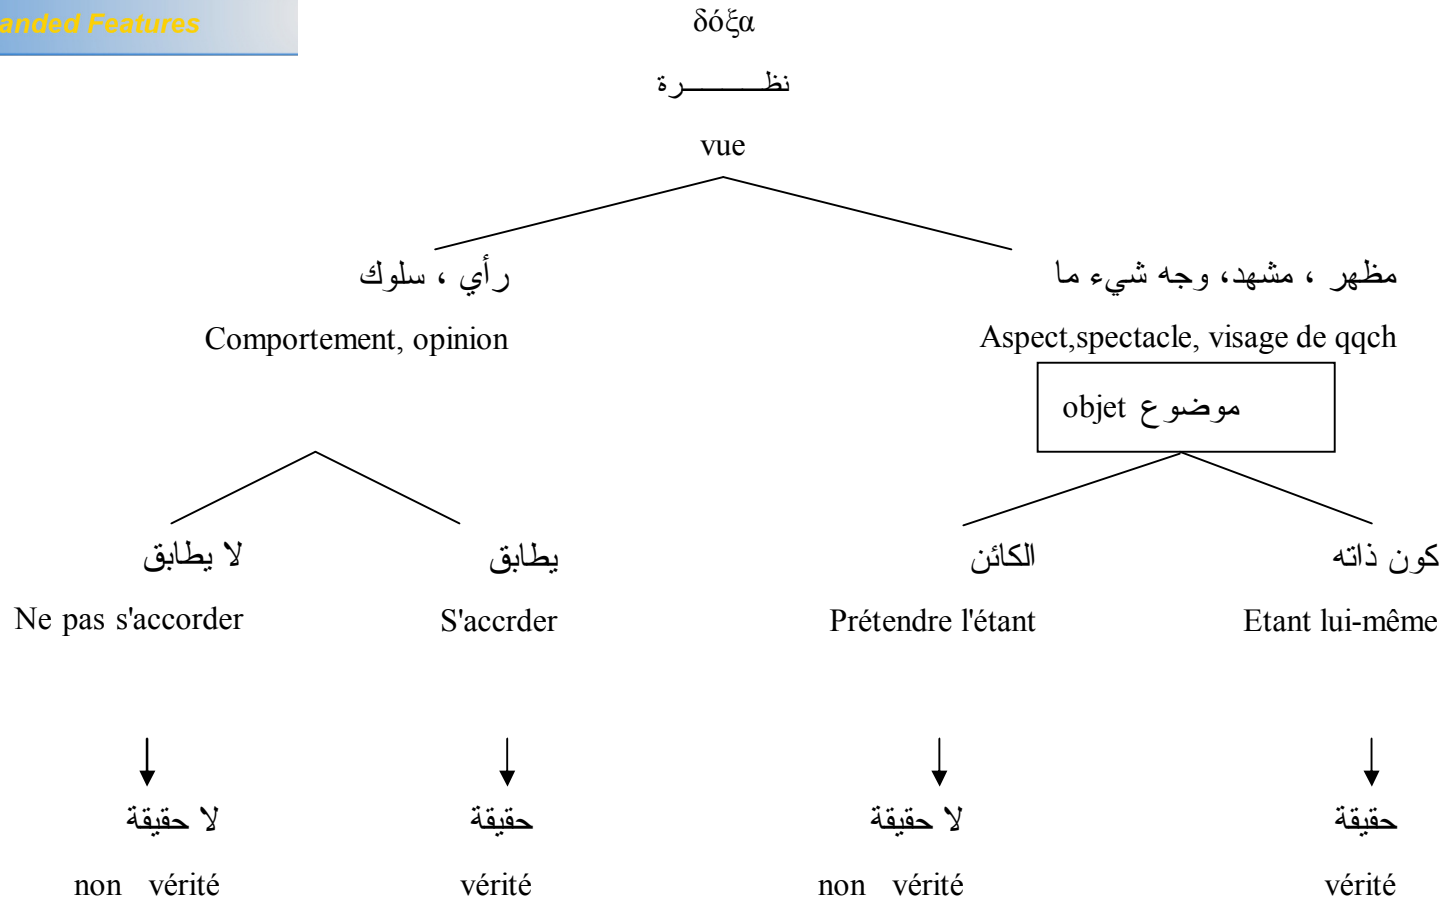 anded Features
δόξα
نظـــــــــرة
vue
رأي ، سلوك
مظهر ، مشهد، وجه شيء ما
Comportement, opinion
Aspect,spectacle, visage de qqch
objet موضوع
لا يطابق
يطابق
الكائن
كون ذاته
Ne pas s'accorder
S'accrder
Prétendre l'étant
Etant lui-même
لا حقيقة
حقيقة
لا حقيقة
حقيقة
non vérité
vérité
non vérité
vérité